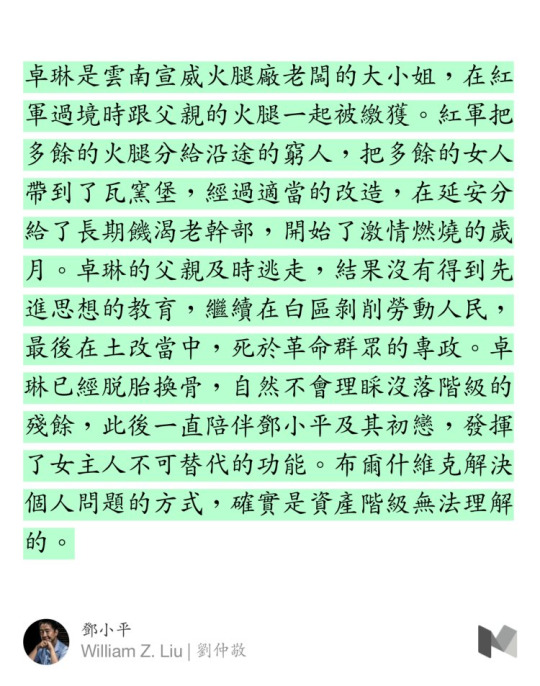 卓琳是雲南宣威火腿廠老闆的大小姐，在紅
軍過境時跟父親的火腿一起被繳獲。紅軍把
多餘的火腿分給沿途的窮人，把多餘的女人
帶到了瓦窯堡，經過適當的改造，在延安分
給了長期饑渴老幹部，開始了激情燃燒的歲
月。卓琳的父親及時逃走，結果沒有得到先
進思想的教育，繼續在白區剝削勞動人民，
最後在土改當中，死於革命群眾的專政。卓
琳已經脫胎換骨，自然不會理睬沒落階級的
殘餘，此後一直陪伴鄧小平及其初戀，發揮
了女主人不可替代的功能。布爾什維克解決
個人問題的方式，確實是資產階級無法理解
的。
鄧小平
William Z. Liu | 劉仲敬